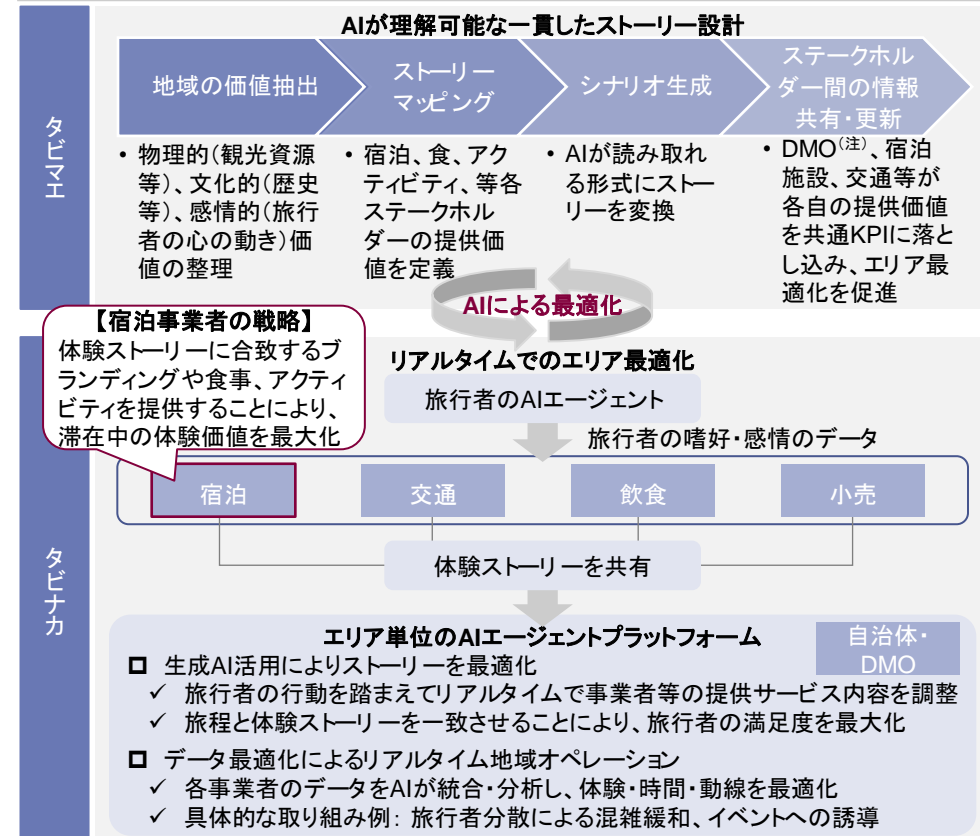 AIが理解可能な一貫したストーリー設計
タビマエ
地域の価値抽出
ストーリー
マッピング
シナリオ生成
ステークホル
ダー間の情報
共有・更新
• 物理的(観光資源
等)、文化的(歴史
等)、感情的(旅行
者の心の動き)価
値の整理
• 宿泊、食、アク
ティビティ、等各
ステークホル
ダーの提供価
値を定義
• AIが読み取れ
る形式にストー
リーを変換
• DMO(注)、宿泊
施設、交通等が
各自の提供価値
を共通KPIに落と
し込み、エリア最
適化を促進
AIによる最適化
【宿泊事業者の戦略】
体験ストーリーに合致するブ
ランディングや食事、アクティ
ビティを提供することにより、
滞在中の体験価値を最大化
タビナカ
リアルタイムでのエリア最適化
旅行者のAIエージェント
旅行者の嗜好・感情のデータ
宿泊
交通
飲食
小売
体験ストーリーを共有
エリア単位のAIエージェントプラットフォーム
自治体・
DMO
生成AI活用によりストーリーを最適化
✓ 旅行者の行動を踏まえてリアルタイムで事業者等の提供サービス内容を調整
✓ 旅程と体験ストーリーを一致させることにより、旅行者の満足度を最大化
データ最適化によるリアルタイム地域オペレーション
✓ 各事業者のデータをAIが統合・分析し、体験・時間・動線を最適化
✓ 具体的な取り組み例: 旅行者分散による混雑緩和、イベントへの誘導